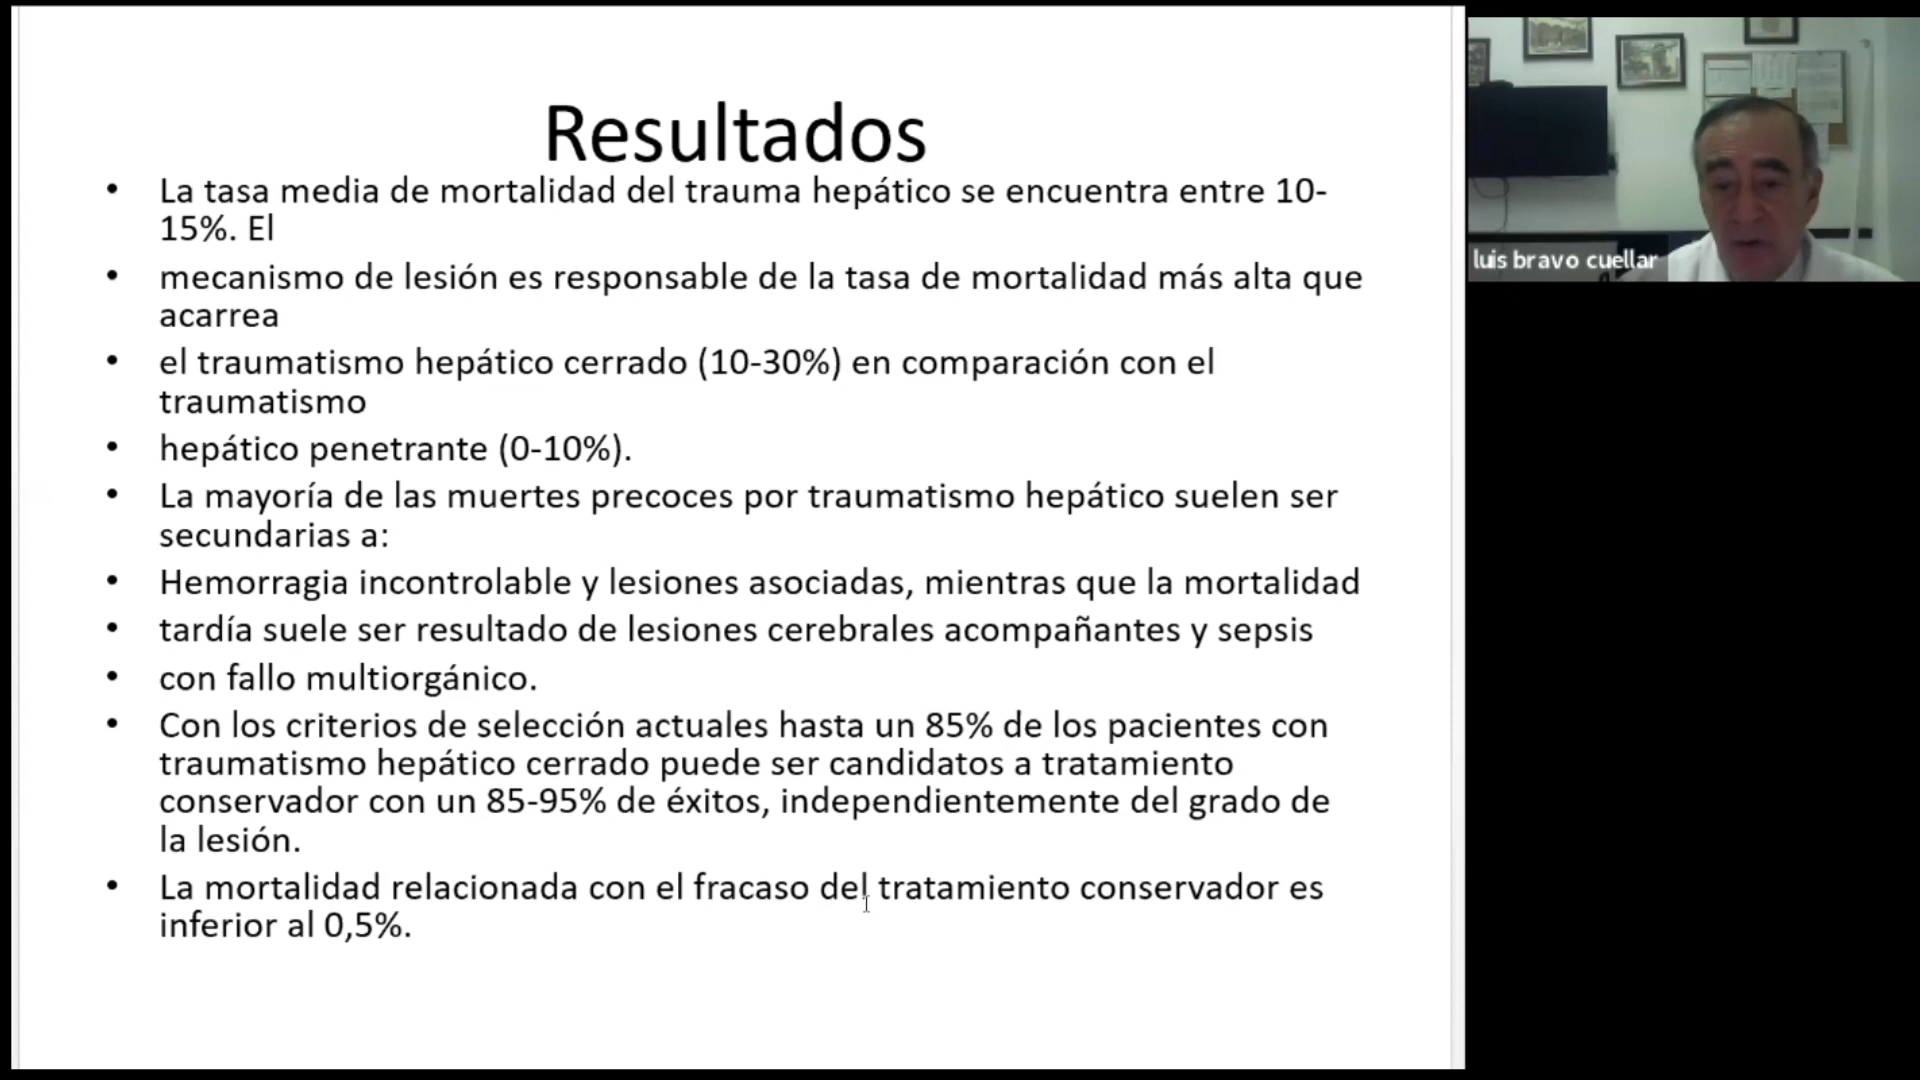 Resultados
• La tasa media de mortalidad del trauma hepático se encuentra entre 10-
15%. El
• mecanismo de lesión es responsable de la tasa de mortalidad más alta que
acarrea
• el traumatismo hepático cerrado (10-30%) en comparación con el
traumatismo
• hepático penetrante (0-10%).
• La mayoría de las muertes precoces por traumatismo hepático suelen ser
secundarias a:
• Hemorragia incontrolable y lesiones asociadas, mientras que la mortalidad
• tardía suele ser resultado de lesiones cerebrales acompañantes y sepsis
• con fallo multiorgánico.
• Con los criterios de selección actuales hasta un 85% de los pacientes con
traumatismo hepático cerrado puede ser candidatos a tratamiento
conservador con un 85-95% de éxitos, independientemente del grado de
la lesión.
• La mortalidad relacionada con el fracaso del tratamiento conservador es
inferior al 0,5%.
luis bravo cuellar